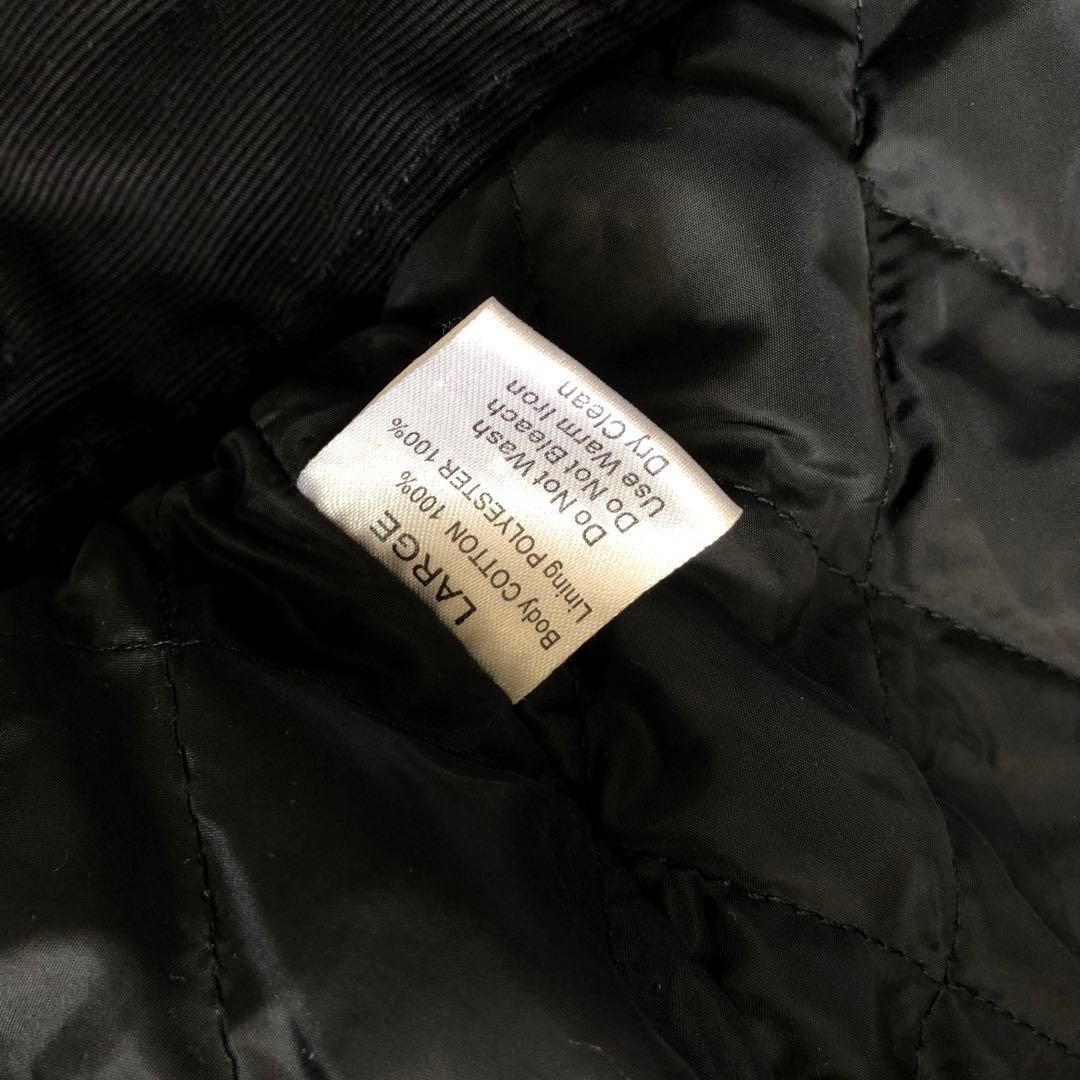 LARGE
Body COTTON 100%
Lining POLYESTER 100%
Do Not Wash
Do Not Bleach
Use Warm Iron
Dry Clean